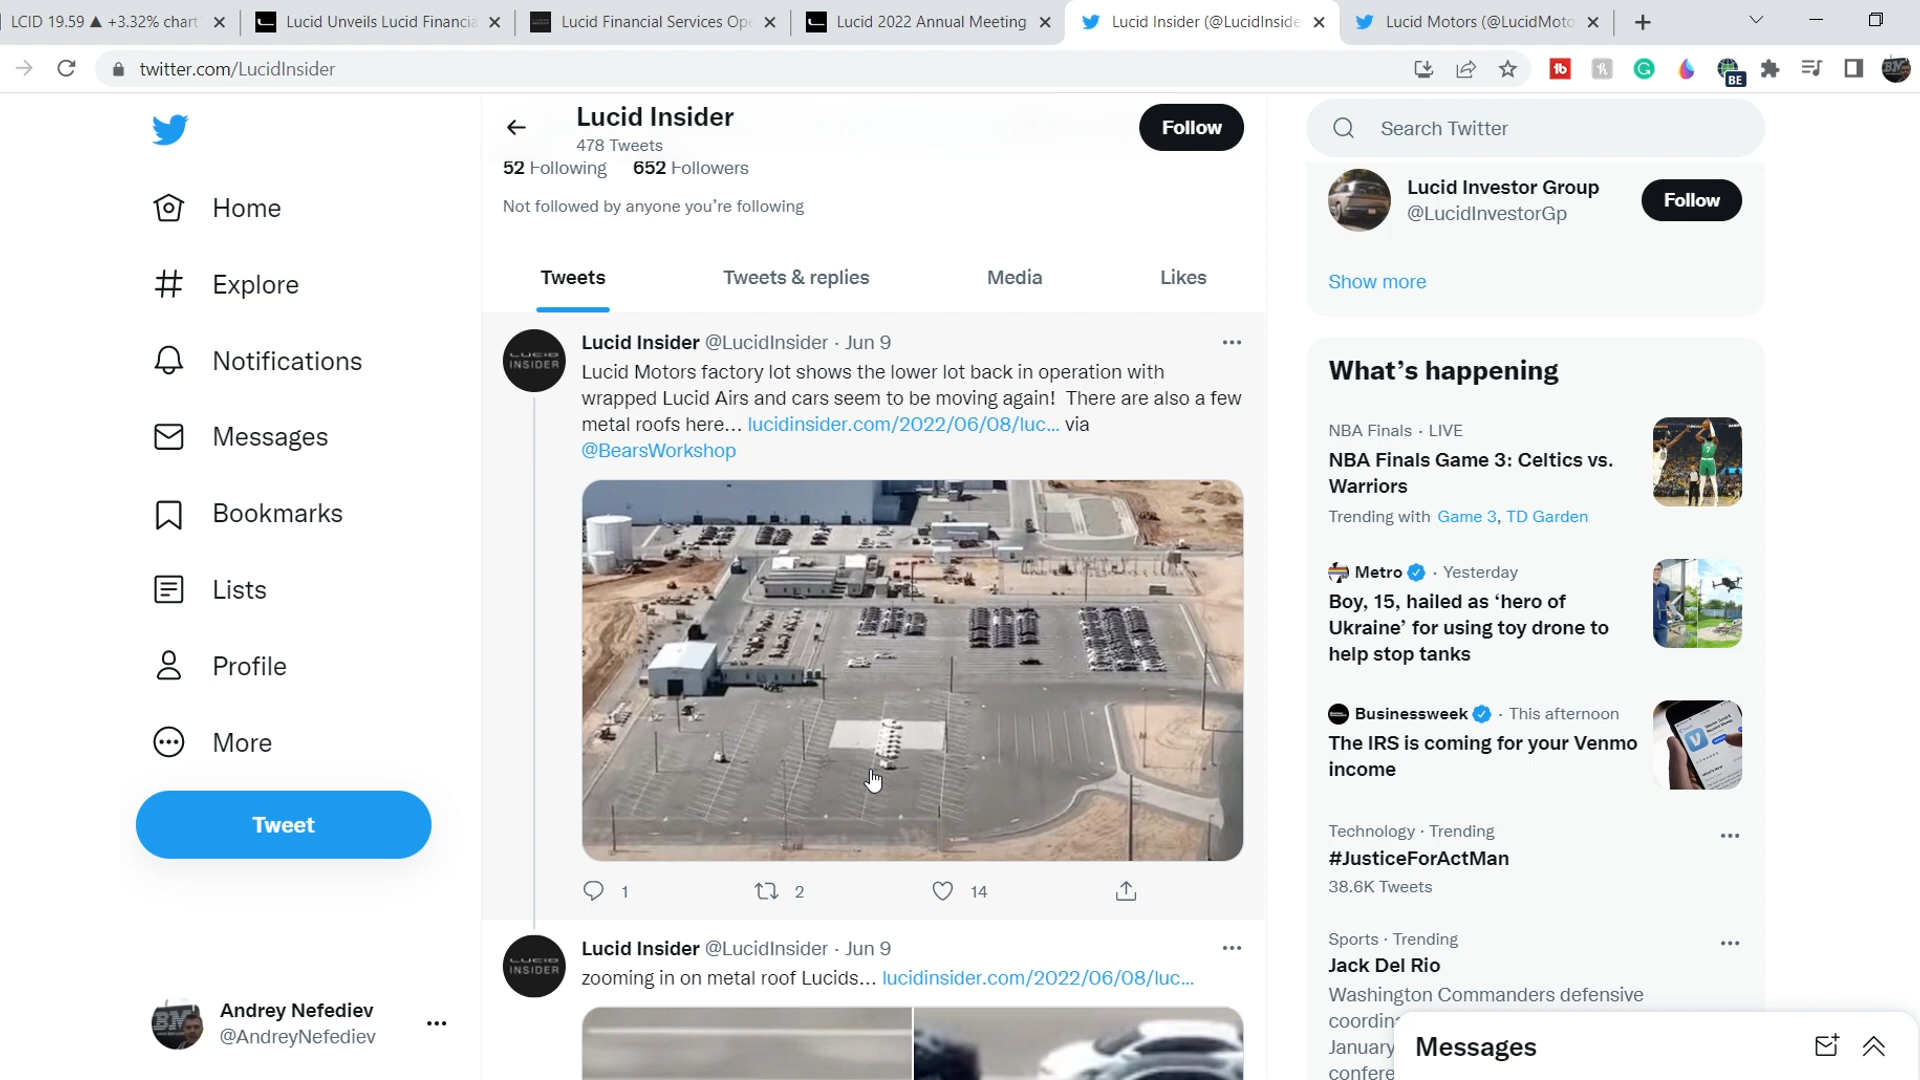 LCID 19.59 ▲ +3.32% chart
Lucid Unveils Lucid Financia
Lucid Financial Services Ope
Lucid 2022 Annual Meeting
Lucid Insider (@LucidInside
Lucid Motors (@LucidMoto
twitter.com/LucidInsider
BE
Home
Explore
Notifications
Messages
Bookmarks
Lists
Profile
More
Tweet
Andrey Nefediev
@AndreyNefediev
Lucid Insider
478 Tweets
Follow
52 Following 652 Followers
Not followed by anyone you’re following
Tweets Tweets & replies Media Likes
LUCID
INSIDER
Lucid Insider @LucidInsider · Jun 9
Lucid Motors factory lot shows the lower lot back in operation with
wrapped Lucid Airs and cars seem to be moving again! There are also a few
metal roofs here… lucidinsider.com/2022/06/08/luc… via
@BearsWorkshop
1 2 14
LUCID
INSIDER
Lucid Insider @LucidInsider · Jun 9
zooming in on metal roof Lucids… lucidinsider.com/2022/06/08/luc…
Search Twitter
Lucid Investor Group
@LucidInvestorGp
Follow
Show more
What’s happening
NBA Finals · LIVE
NBA Finals Game 3: Celtics vs.
Warriors
Trending with Game 3, TD Garden
Metro · Yesterday
Boy, 15, hailed as ‘hero of
Ukraine’ for using toy drone to
help stop tanks
Businessweek · This afternoon
The IRS is coming for your Venmo
income
Technology · Trending
#JusticeForActMan
38.6K Tweets
Sports · Trending
Jack Del Rio
Washington Commanders defensive
coordin
January
confere
Messages